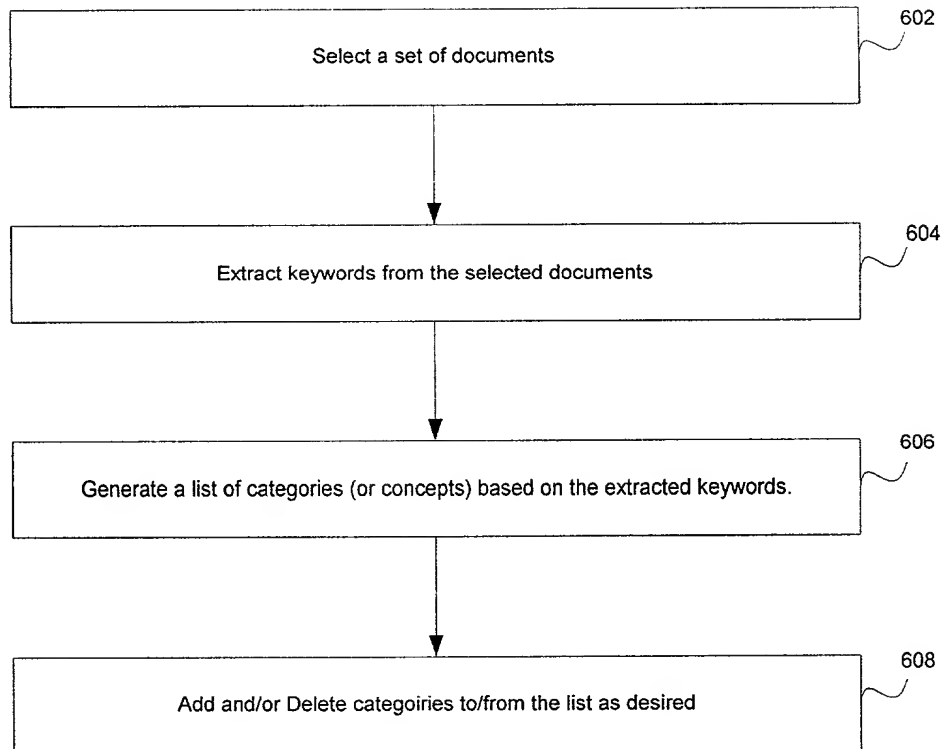 602
Select a set of documents
604
Extract keywords from the selected documents
606
Generate a list of categories (or concepts) based on the extracted keywords.
608
Add and/or Delete categoiries to/from the list as desired